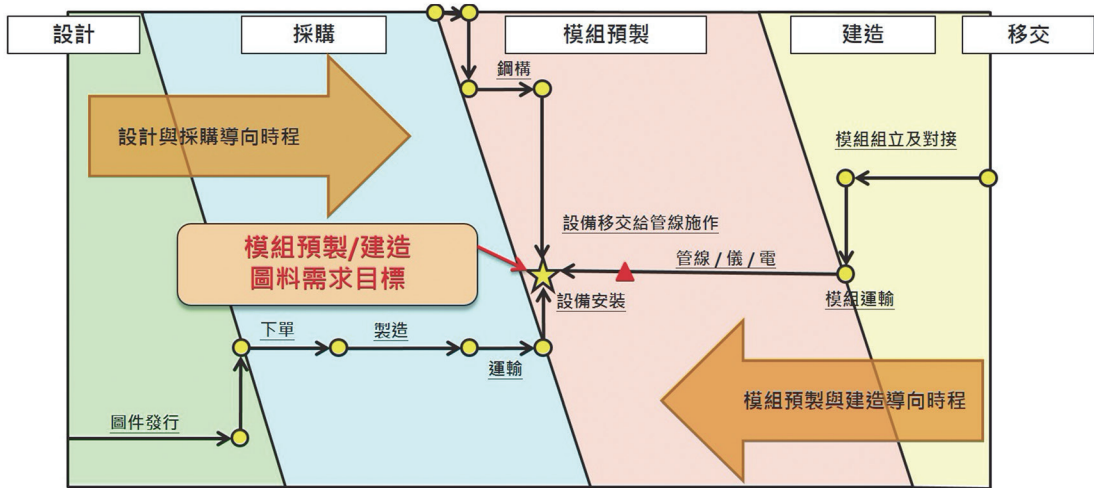 設計
採購
模組預製
建造
移交
鋼構
設計與採購導向時程
模組組立及對接
設備移交給管線施作
模組預製/建造
圖料需求目標
管線/儀/電
設備安裝
模組運輸
下單
製造
運輸
模組預製與建造導向時程
圖件發行